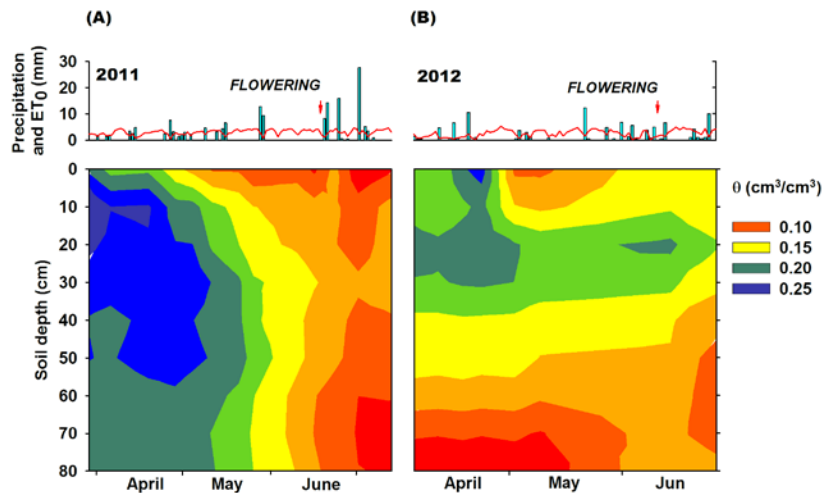 (A)
(B)
Precipitation
and ET0 (mm)
30
20
10
0
2011
FLOWERING
2012
FLOWERING
Soil depth (cm)
0
10
20
30
40
50
60
70
80
April
May
June
April
May
Jun
θ (cm³/cm³)
0.10
0.15
0.20
0.25